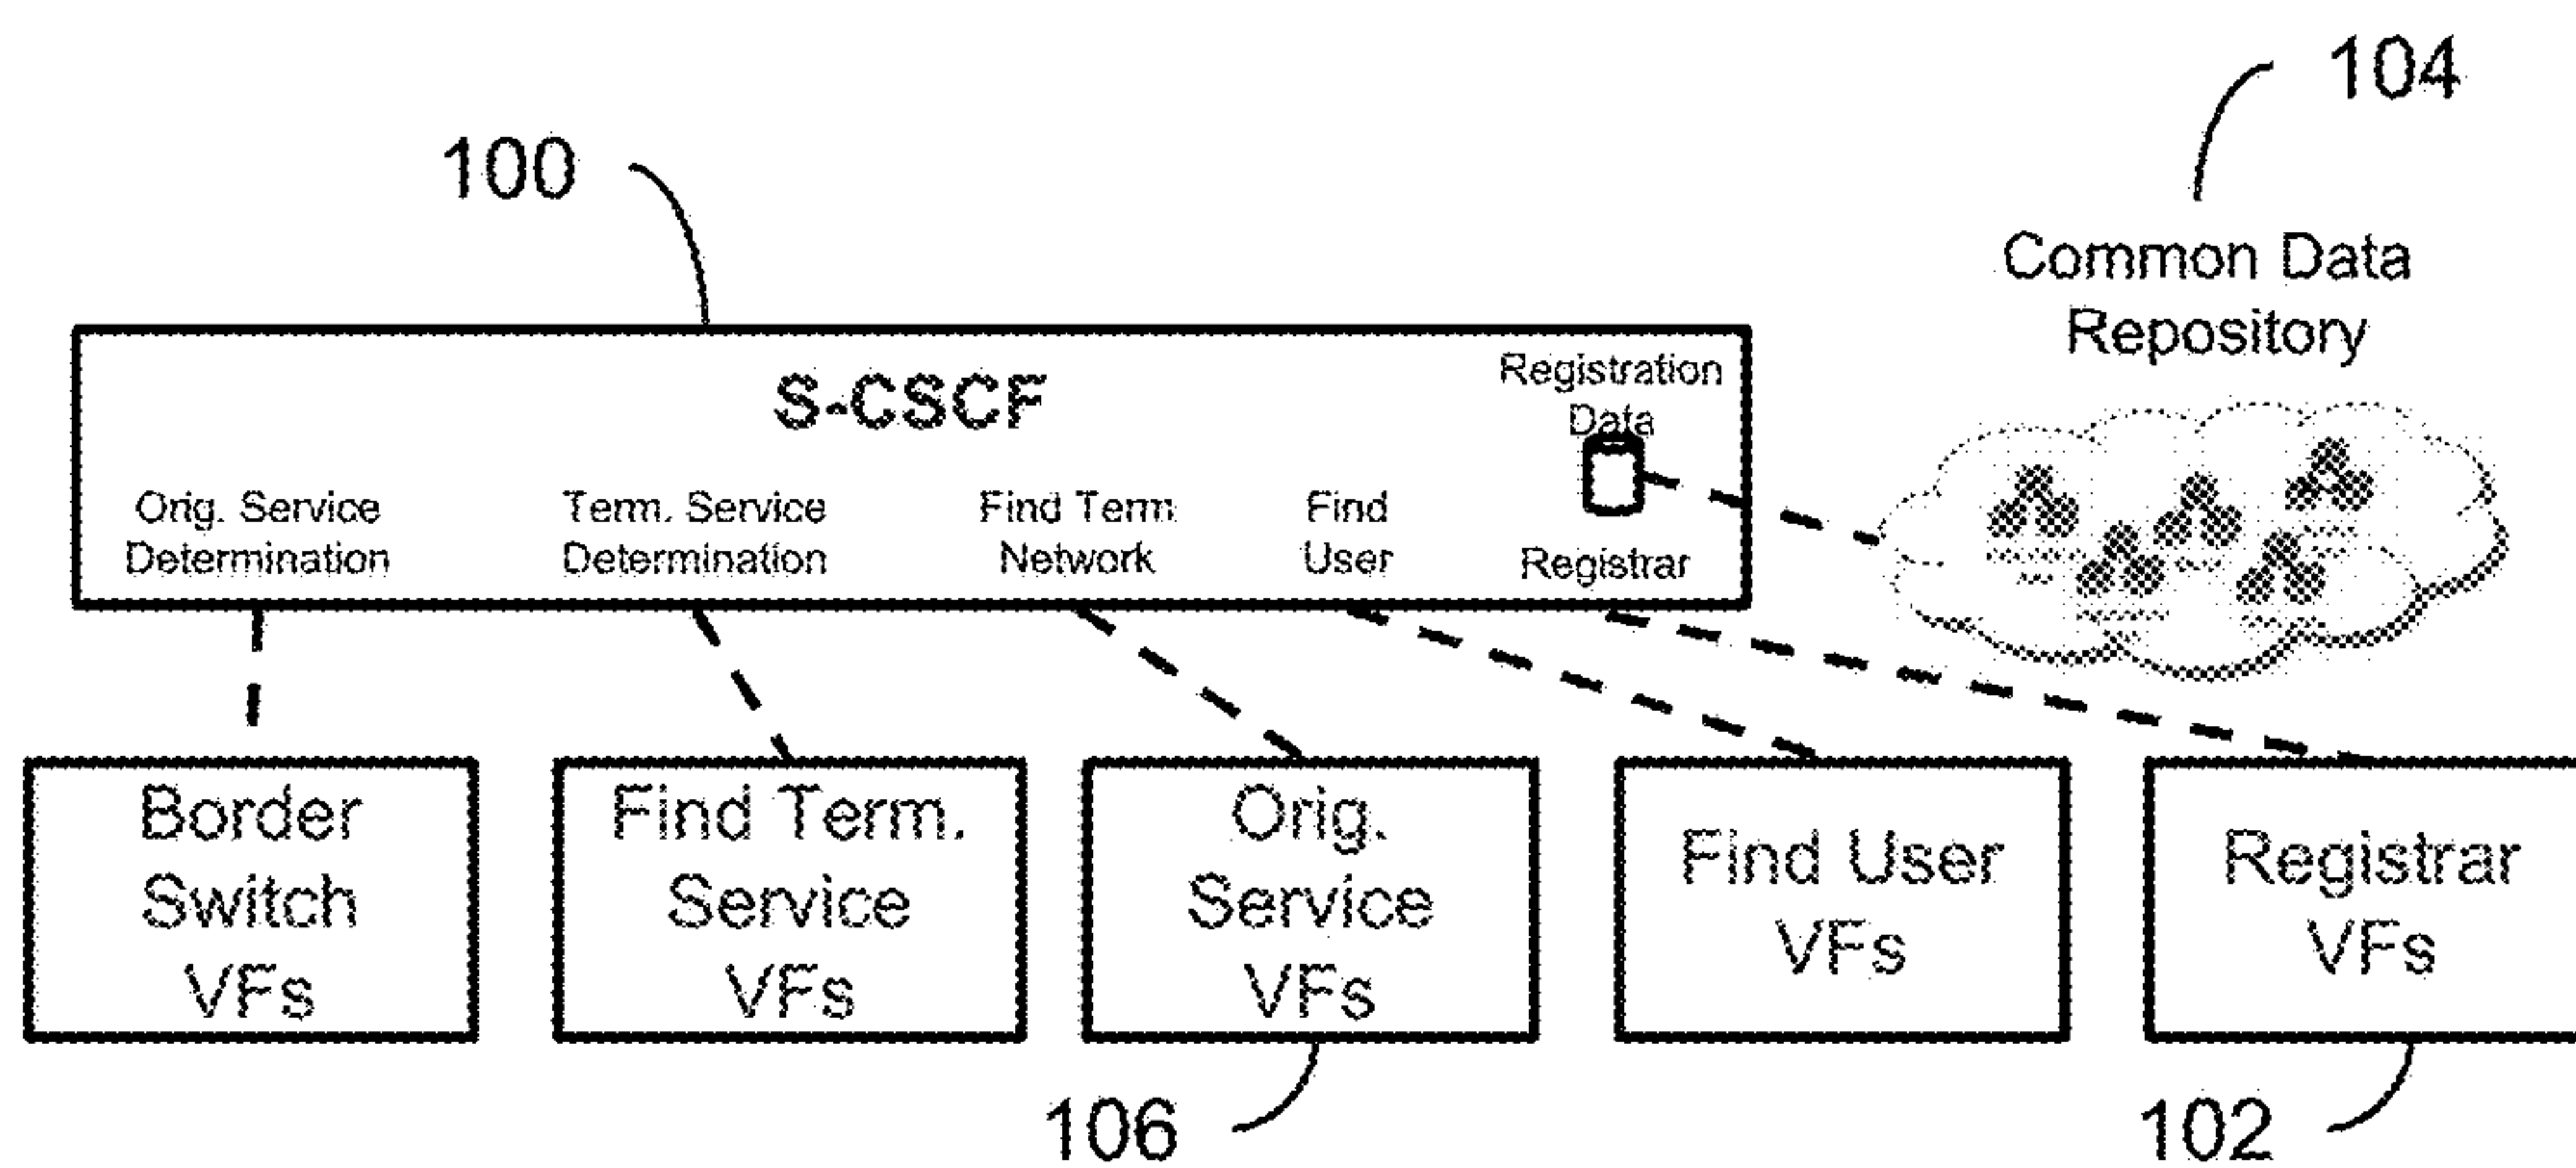 104
100
Common Data
Repository
S-CSCF
Registration
Data
Orig. Service
Determination
Term. Service
Determination
Find Term
Network
Find
User
Registrar
Border
Switch
VFs
Find Term.
Service
VFs
Orig.
Service
VFs
Find User
VFs
Registrar
VFs
106
102